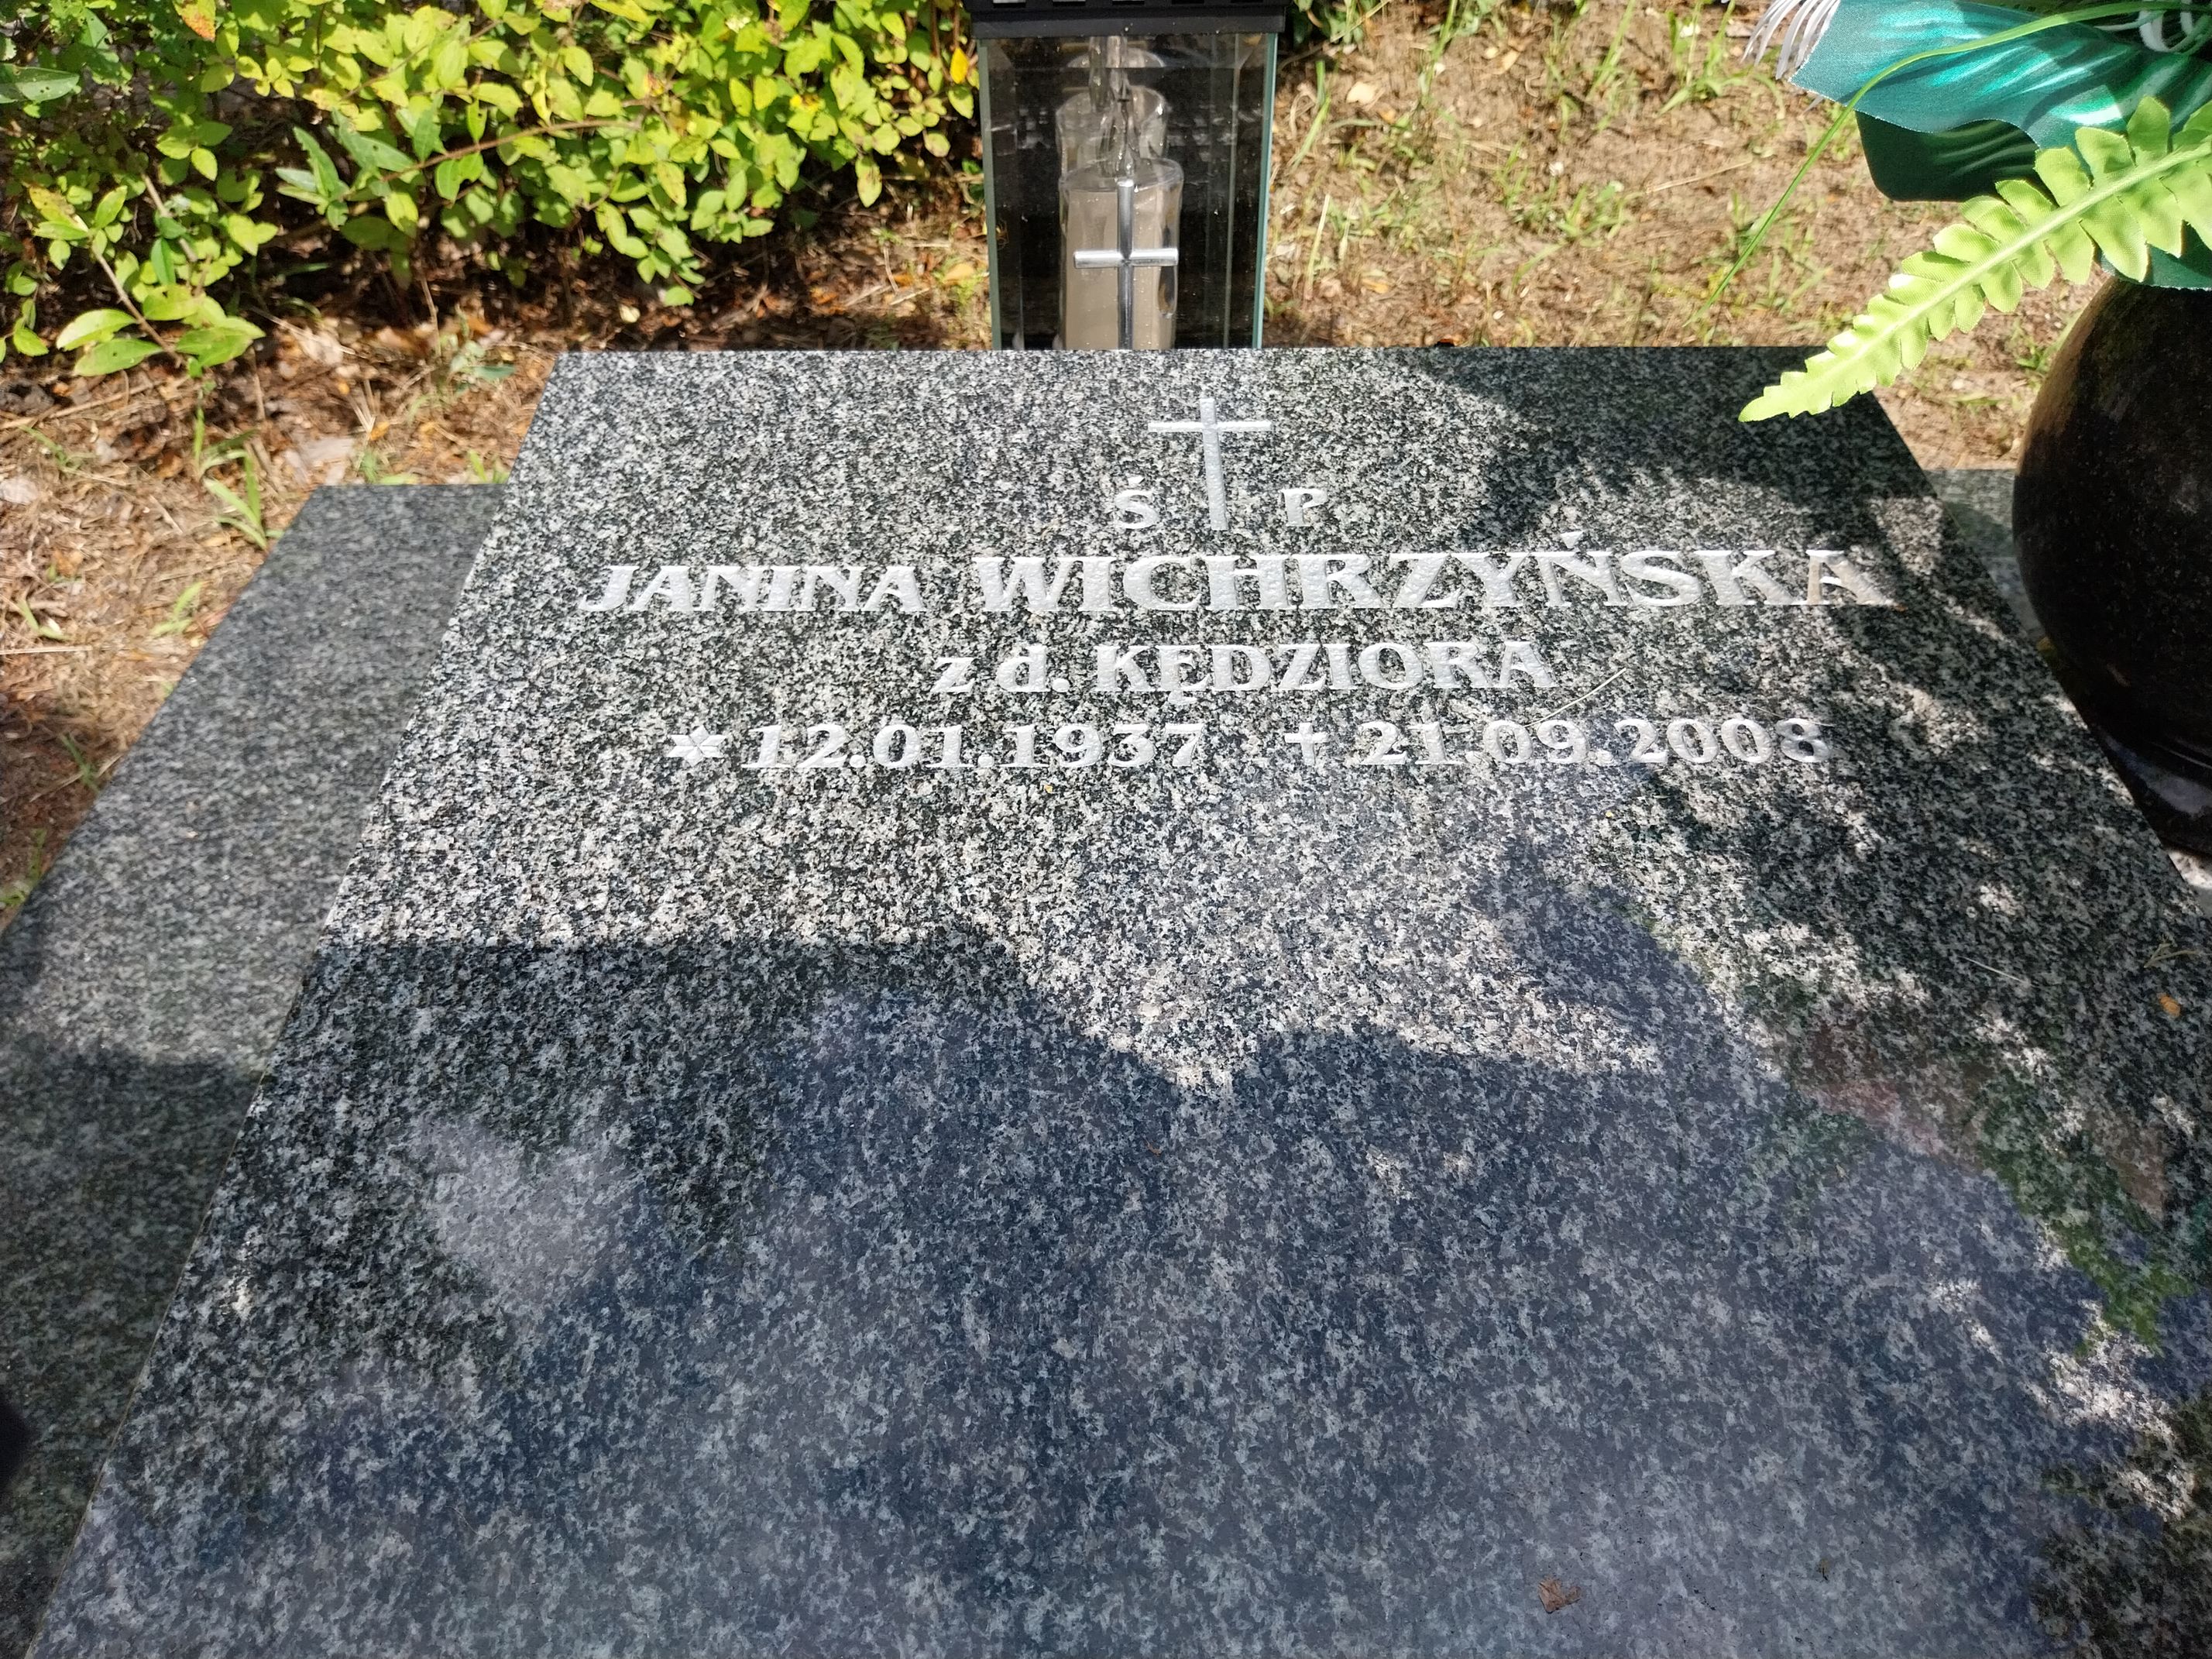 Ś P
JANINA WICHRZYŃSKA
z d. KĘDZIORA
* 12.01.1937 † 21.09.2008